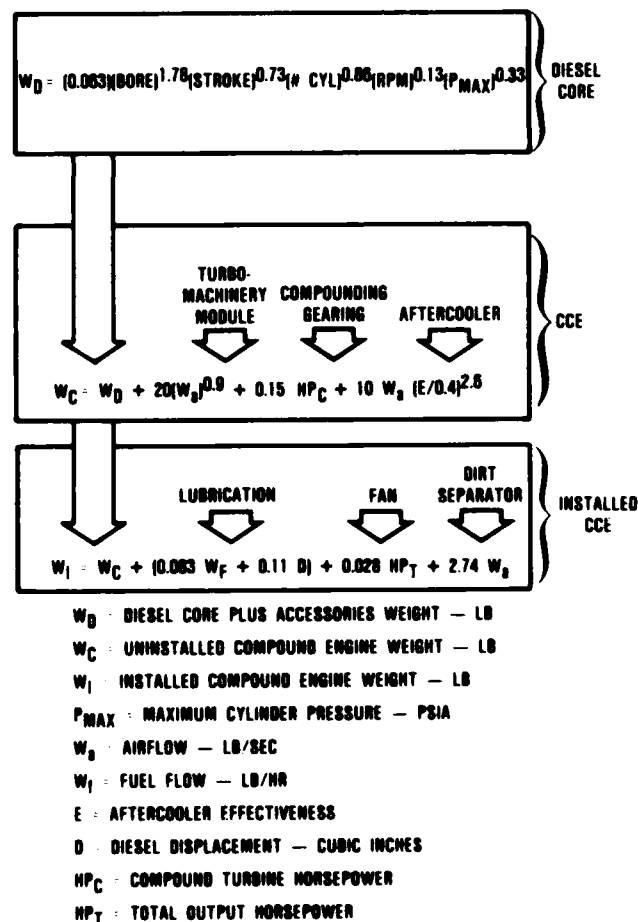 W_D = (0.063)(BORE)^1.78(STROKE)^0.73(# CYL)^0.86(RPM)^0.13(P_MAX)^0.33
DIESEL
CORE
TURBO-
MACHINERY
MODULE
COMPOUNDING
GEARING
AFTERCOOLER
CCE
W_C = W_D + 20(W_a)^0.9 + 0.15 HP_C + 10 W_a (E/0.4)^2.6
LUBRICATION
FAN
DIRT
SEPARATOR
INSTALLED
CCE
W_I = W_C + (0.083 W_F + 0.11 D) + 0.028 HP_T + 2.74 W_a
W_D = DIESEL CORE PLUS ACCESSORIES WEIGHT — LB
W_C = UNINSTALLED COMPOUND ENGINE WEIGHT — LB
W_I = INSTALLED COMPOUND ENGINE WEIGHT — LB
P_MAX = MAXIMUM CYLINDER PRESSURE — PSIA
W_a = AIRFLOW — LB/SEC
W_f = FUEL FLOW — LB/HR
E = AFTERCOOLER EFFECTIVENESS
D = DIESEL DISPLACEMENT — CUBIC INCHES
HP_C = COMPOUND TURBINE HORSEPOWER
HP_T = TOTAL OUTPUT HORSEPOWER